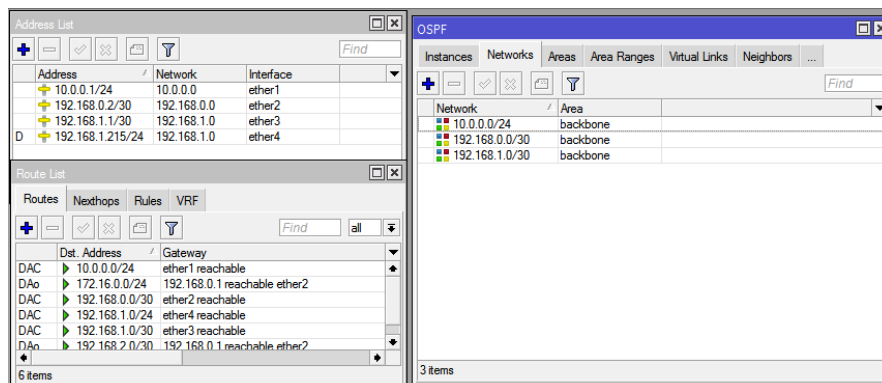 Address List
Find
Address / Network Interface
10.0.0.1/24 10.0.0.0 ether1
192.168.0.2/30 192.168.0.0 ether2
192.168.1.1/30 192.168.1.0 ether3
D 192.168.1.215/24 192.168.1.0 ether4
Route List
Routes Nexthops Rules VRF
Find all
Dst. Address / Gateway
DAC 10.0.0.0/24 ether1 reachable
DAo 172.16.0.0/24 192.168.0.1 reachable ether2
DAC 192.168.0.0/30 ether2 reachable
DAC 192.168.1.0/24 ether4 reachable
DAC 192.168.1.0/30 ether3 reachable
DAo 192.168.2.0/30 192.168.0.1 reachable ether2
6 items
OSPF
Instances Networks Areas Area Ranges Virtual Links Neighbors ...
Find
Network / Area
10.0.0.0/24 backbone
192.168.0.0/30 backbone
192.168.1.0/30 backbone
3 items